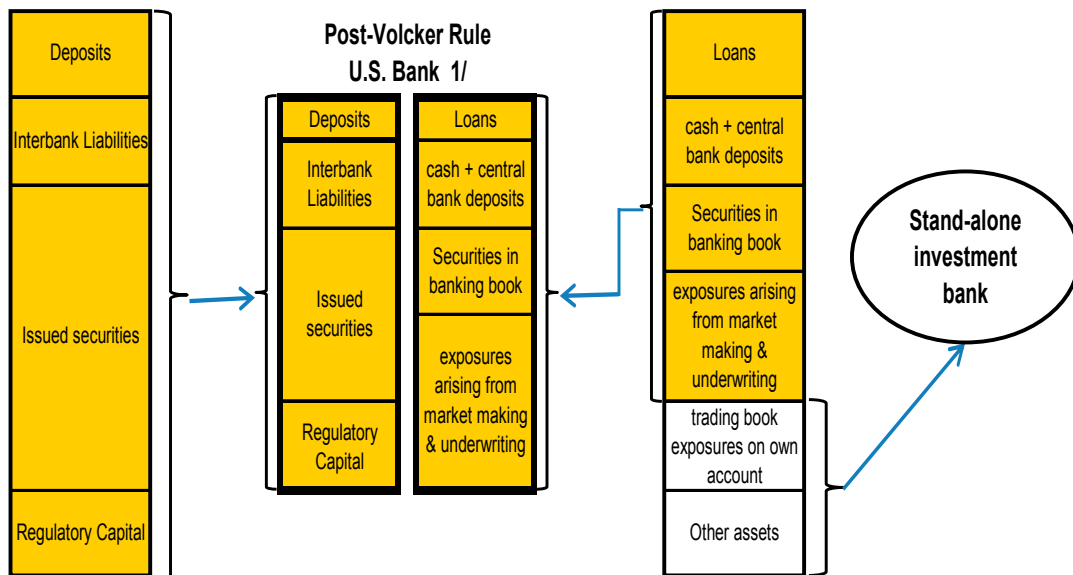 Deposits
Interbank Liabilities
Issued securities
Regulatory Capital
Post-Volcker Rule
U.S. Bank 1/
Deposits
Interbank
Liabilities
Issued
securities
Regulatory
Capital
Loans
cash + central
bank deposits
Securities in
banking book
exposures
arising from
market making
& underwriting
Loans
cash + central
bank deposits
Securities in
banking book
exposures arising
from market
making &
underwriting
trading book
exposures on own
account
Other assets
Stand-alone
investment
bank